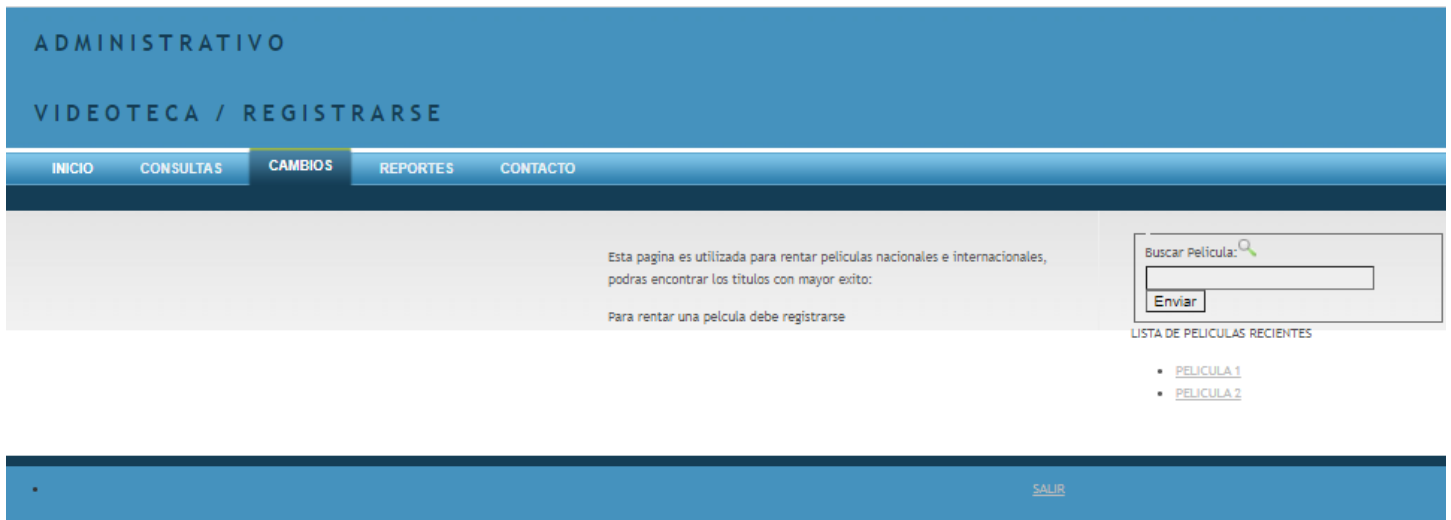 ADMINISTRATIVO
VIDEOTECA / REGISTRARSE
INICIO CONSULTAS CAMBIOS REPORTES CONTACTO
Esta pagina es utilizada para rentar peliculas nacionales e internacionales,
podras encontrar los titulos con mayor exito:
Para rentar una pelcula debe registrarse
Buscar Pelicula:
Enviar
LISTA DE PELICULAS RECIENTES
• PELICULA 1
• PELICULA 2
• SALIR